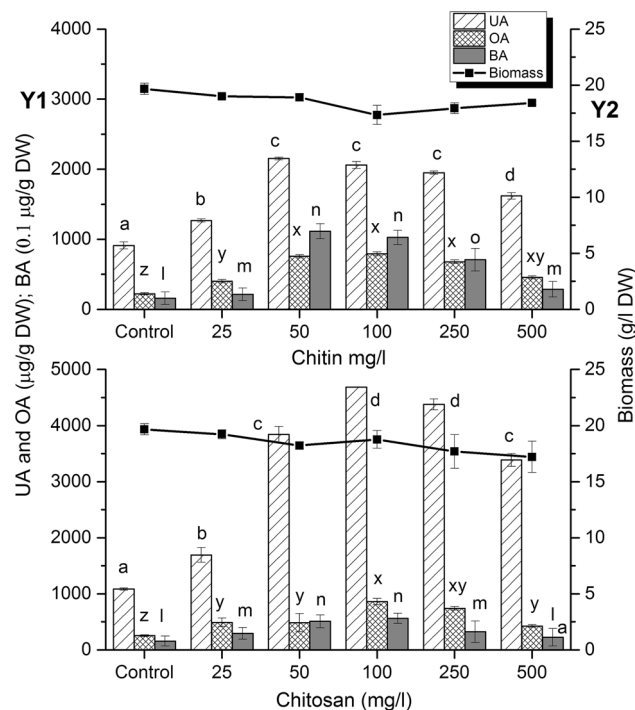 UA
OA
BA
Biomass
Y1
Y2
UA and OA (μg/g DW); BA (0.1 μg/g DW)
Biomass (g/l DW)
4000
3000
2000
1000
0
25
20
15
10
5
0
a
z
l
b
y
m
c
x
n
c
x
n
c
x
o
d
xy
m
Control
25
50
100
250
500
Chitin mg/l
5000
4000
3000
2000
1000
0
25
20
15
10
5
0
a
z
l
b
y
m
c
y
n
d
x
n
d
xy
m
c
y
l
a
Control
25
50
100
250
500
Chitosan (mg/l)